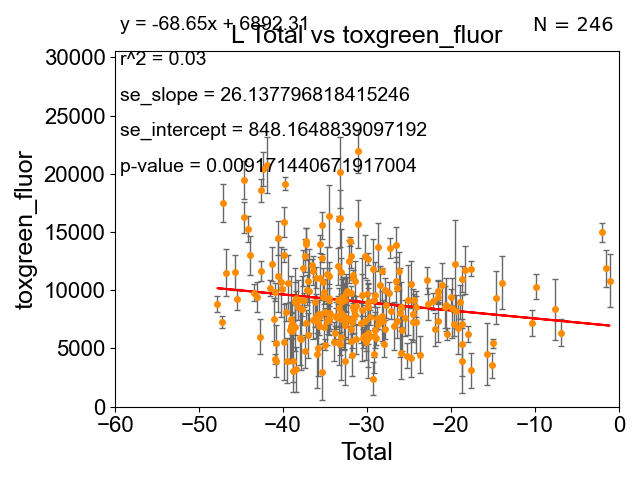 y = -68.65x + 6892.31
N = 246
L Total vs toxgreen_fluor
r^2 = 0.03
se_slope = 26.137796818415246
se_intercept = 848.1648839097192
p-value = 0.009171440671917004
30000
25000
20000
15000
10000
5000
0
toxgreen_fluor
−60 −50 −40 −30 −20 −10 0
Total